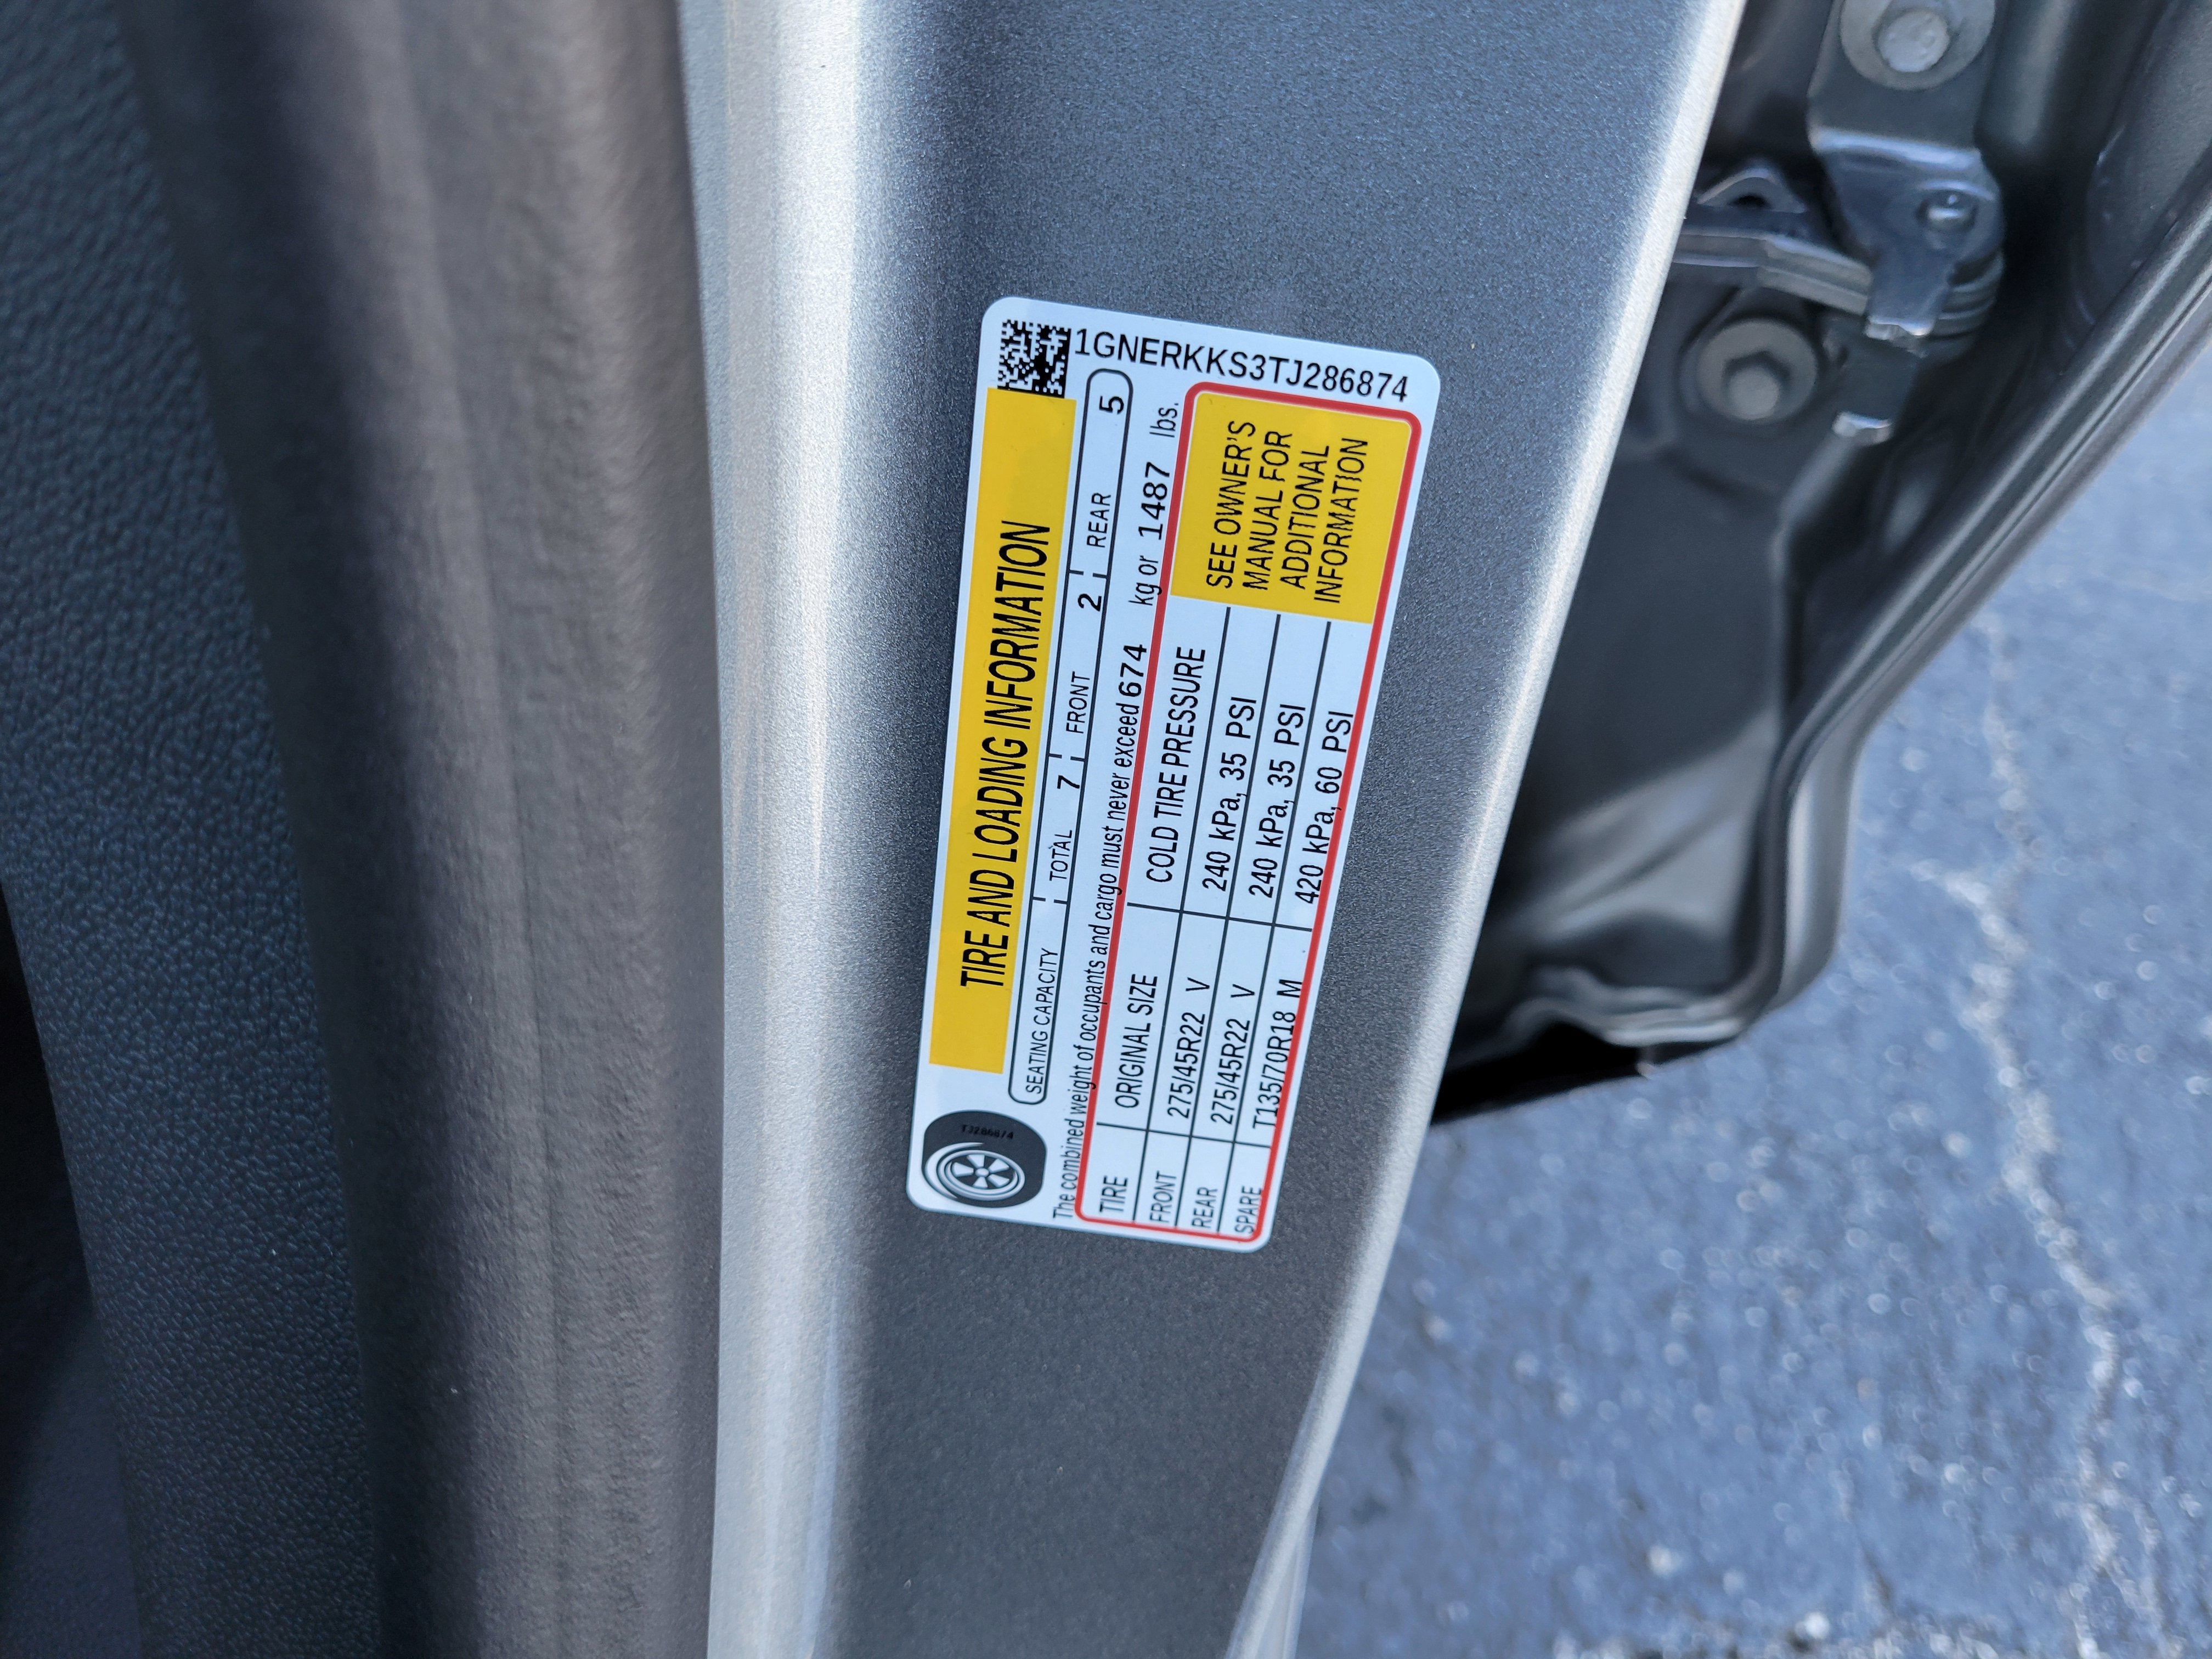 1GNERKKS3TJ286874
TJ286874
TIRE AND LOADING INFORMATION
SEATING CAPACITY TOTAL 7 FRONT 2 REAR 5
The combined weight of occupants and cargo must never exceed 674 kg or 1487 lbs.
TIRE ORIGINAL SIZE COLD TIRE PRESSURE
FRONT 275/45R22 V 240 kPa, 35 PSI
REAR 275/45R22 V 240 kPa, 35 PSI
SPARE T135/70R18 M 420 kPa, 60 PSI
SEE OWNER'S
MANUAL FOR
ADDITIONAL
INFORMATION